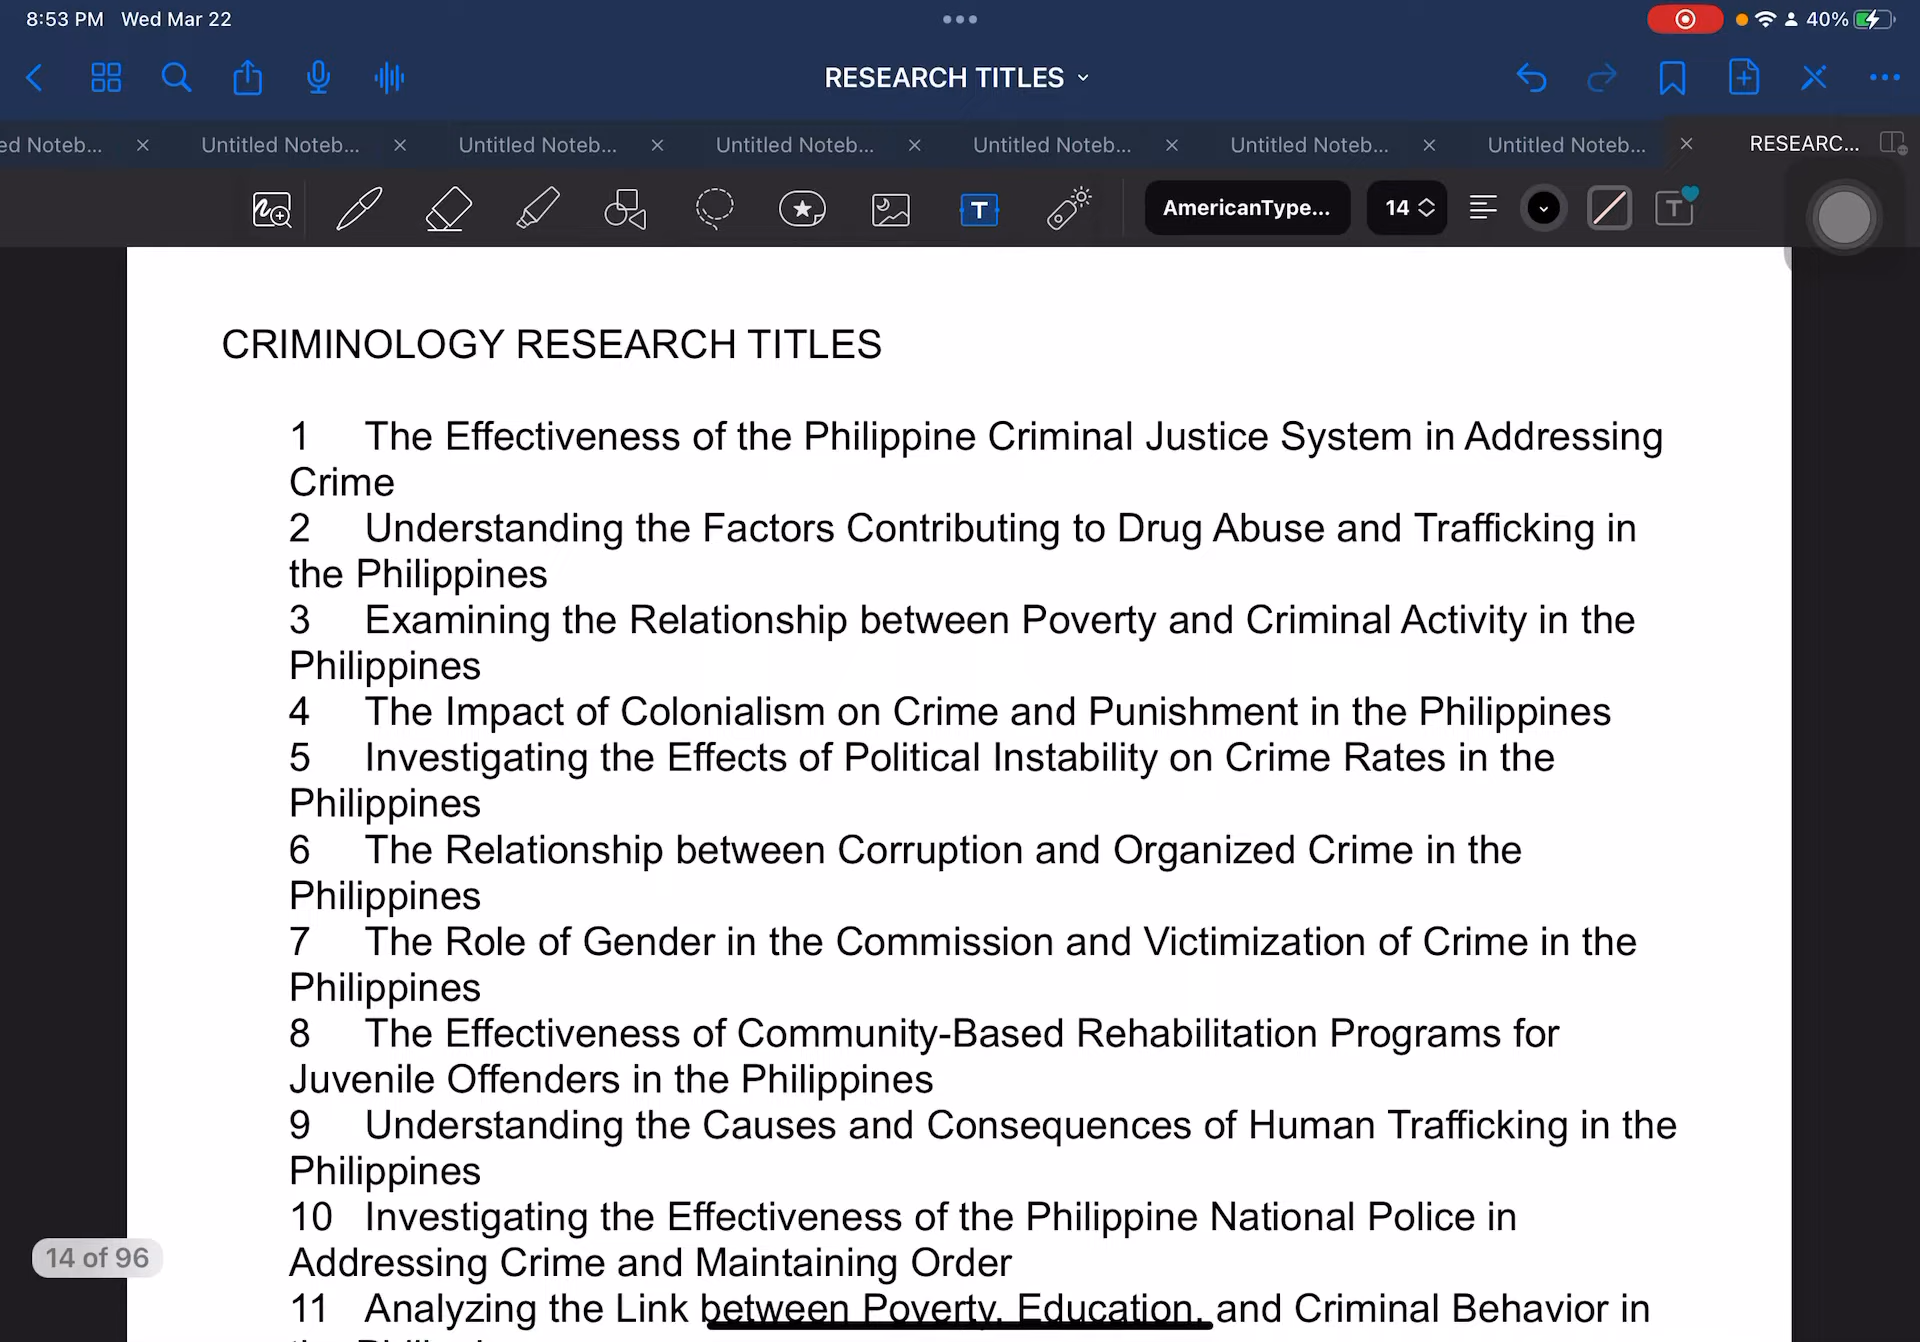 8:53 PM Wed Mar 22
40%
RESEARCH TITLES
ed Noteb...
Untitled Noteb...
Untitled Noteb...
Untitled Noteb...
Untitled Noteb...
Untitled Noteb...
Untitled Noteb...
RESEARC...
T
AmericanType...
14
T
CRIMINOLOGY RESEARCH TITLES
1 The Effectiveness of the Philippine Criminal Justice System in Addressing
Crime
2 Understanding the Factors Contributing to Drug Abuse and Trafficking in
the Philippines
3 Examining the Relationship between Poverty and Criminal Activity in the
Philippines
4 The Impact of Colonialism on Crime and Punishment in the Philippines
5 Investigating the Effects of Political Instability on Crime Rates in the
Philippines
6 The Relationship between Corruption and Organized Crime in the
Philippines
7 The Role of Gender in the Commission and Victimization of Crime in the
Philippines
8 The Effectiveness of Community-Based Rehabilitation Programs for
Juvenile Offenders in the Philippines
9 Understanding the Causes and Consequences of Human Trafficking in the
Philippines
10 Investigating the Effectiveness of the Philippine National Police in
Addressing Crime and Maintaining Order
11 Analyzing the Link between Poverty, Education, and Criminal Behavior in
14 of 96